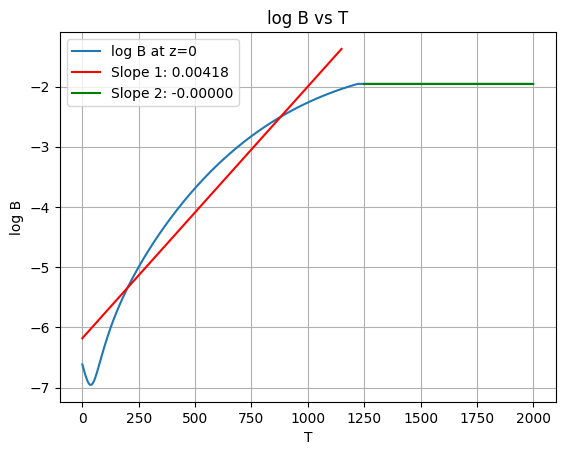 log B vs T
log B at z=0
Slope 1: 0.00418
Slope 2: -0.00000
log B
−2
−3
−4
−5
−6
−7
0 250 500 750 1000 1250 1500 1750 2000
T